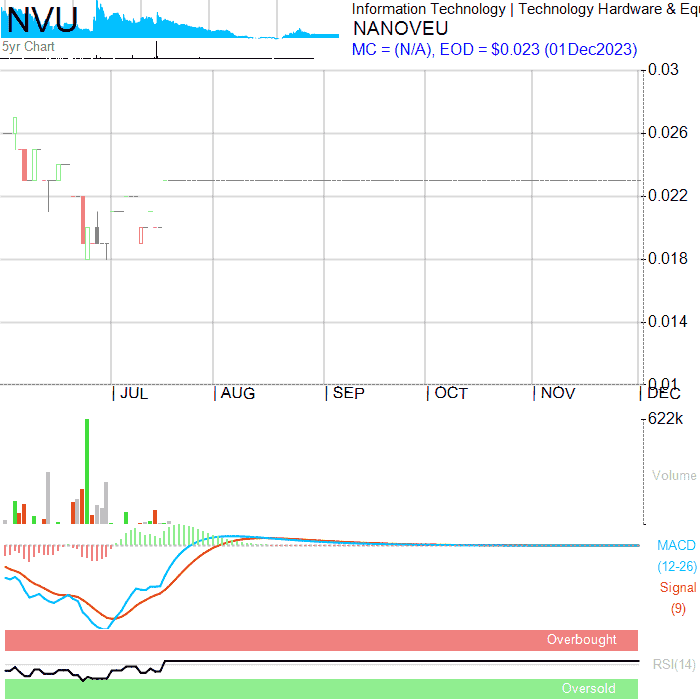 NVU
Information Technology | Technology Hardware & Equ
NANOVEU
5yr Chart
MC = (N/A), EOD = $0.023 (01Dec2023)
0.03
0.026
0.022
0.018
0.014
0.01
JUL AUG SEP OCT NOV DEC
622k
Volume
MACD
(12-26)
Signal
(9)
Overbought
RSI(14)
Oversold